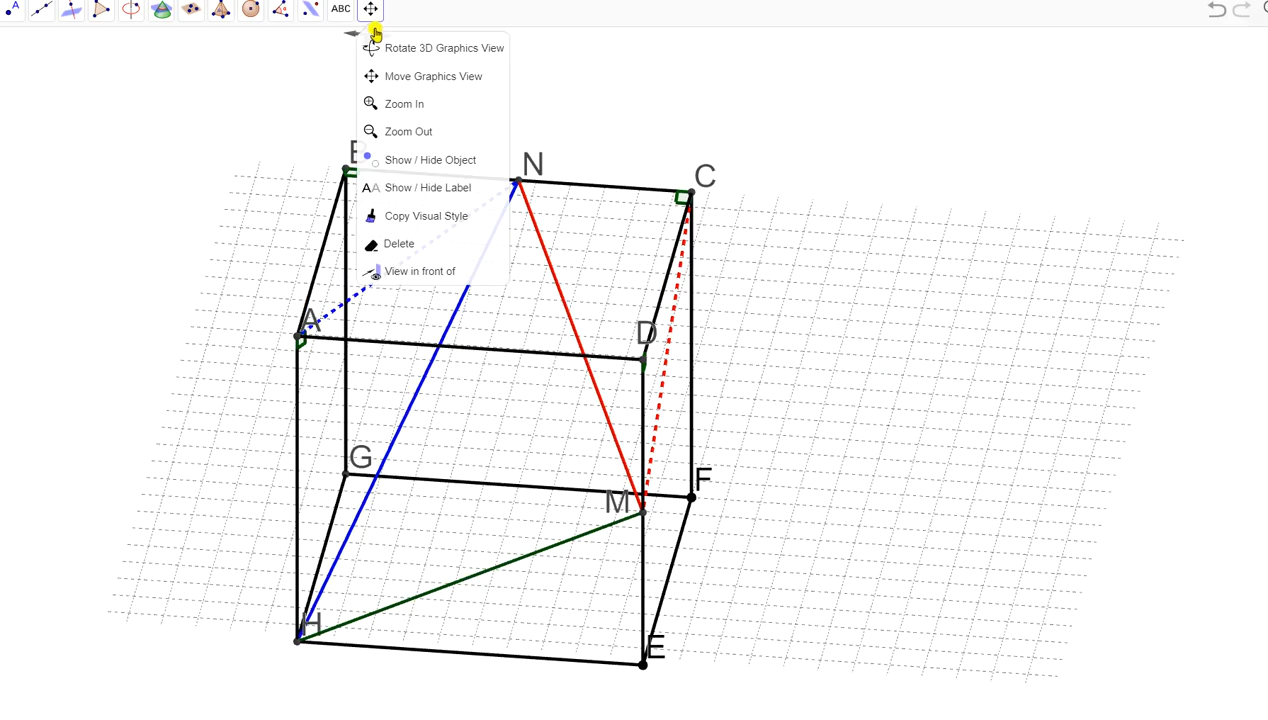 ABC
Rotate 3D Graphics View
Move Graphics View
Zoom In
Zoom Out
Show / Hide Object
AA Show / Hide Label
Copy Visual Style
Delete
View in front of
N
C
A
D
G
F
M
H
E